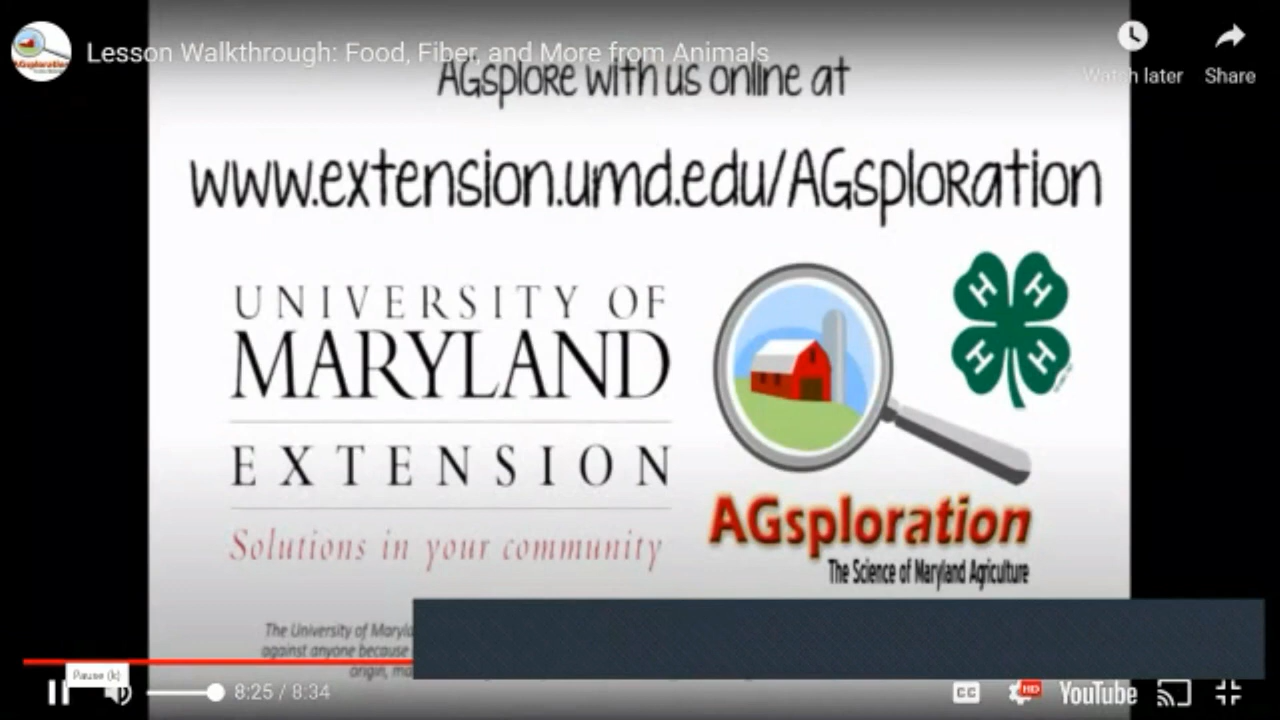 Lesson Walkthrough: Food, Fiber, and More from Animals
Watch later
Share
AGsplore with us online at
www.extension.umd.edu/AGsploration
UNIVERSITY OF
MARYLAND
EXTENSION
Solutions in your community
H H
H H
AGsploration
The Science of Maryland Agriculture
The University of
against anyone because
origin,
Pause (k)
8:25 / 8:34
CC
HD
YouTube